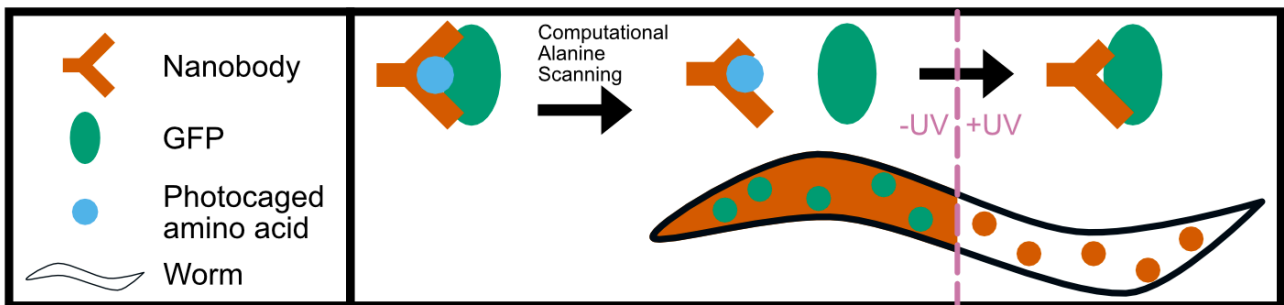 Nanobody
GFP
Photocaged
amino acid
Worm
Computational
Alanine
Scanning
-UV
+UV